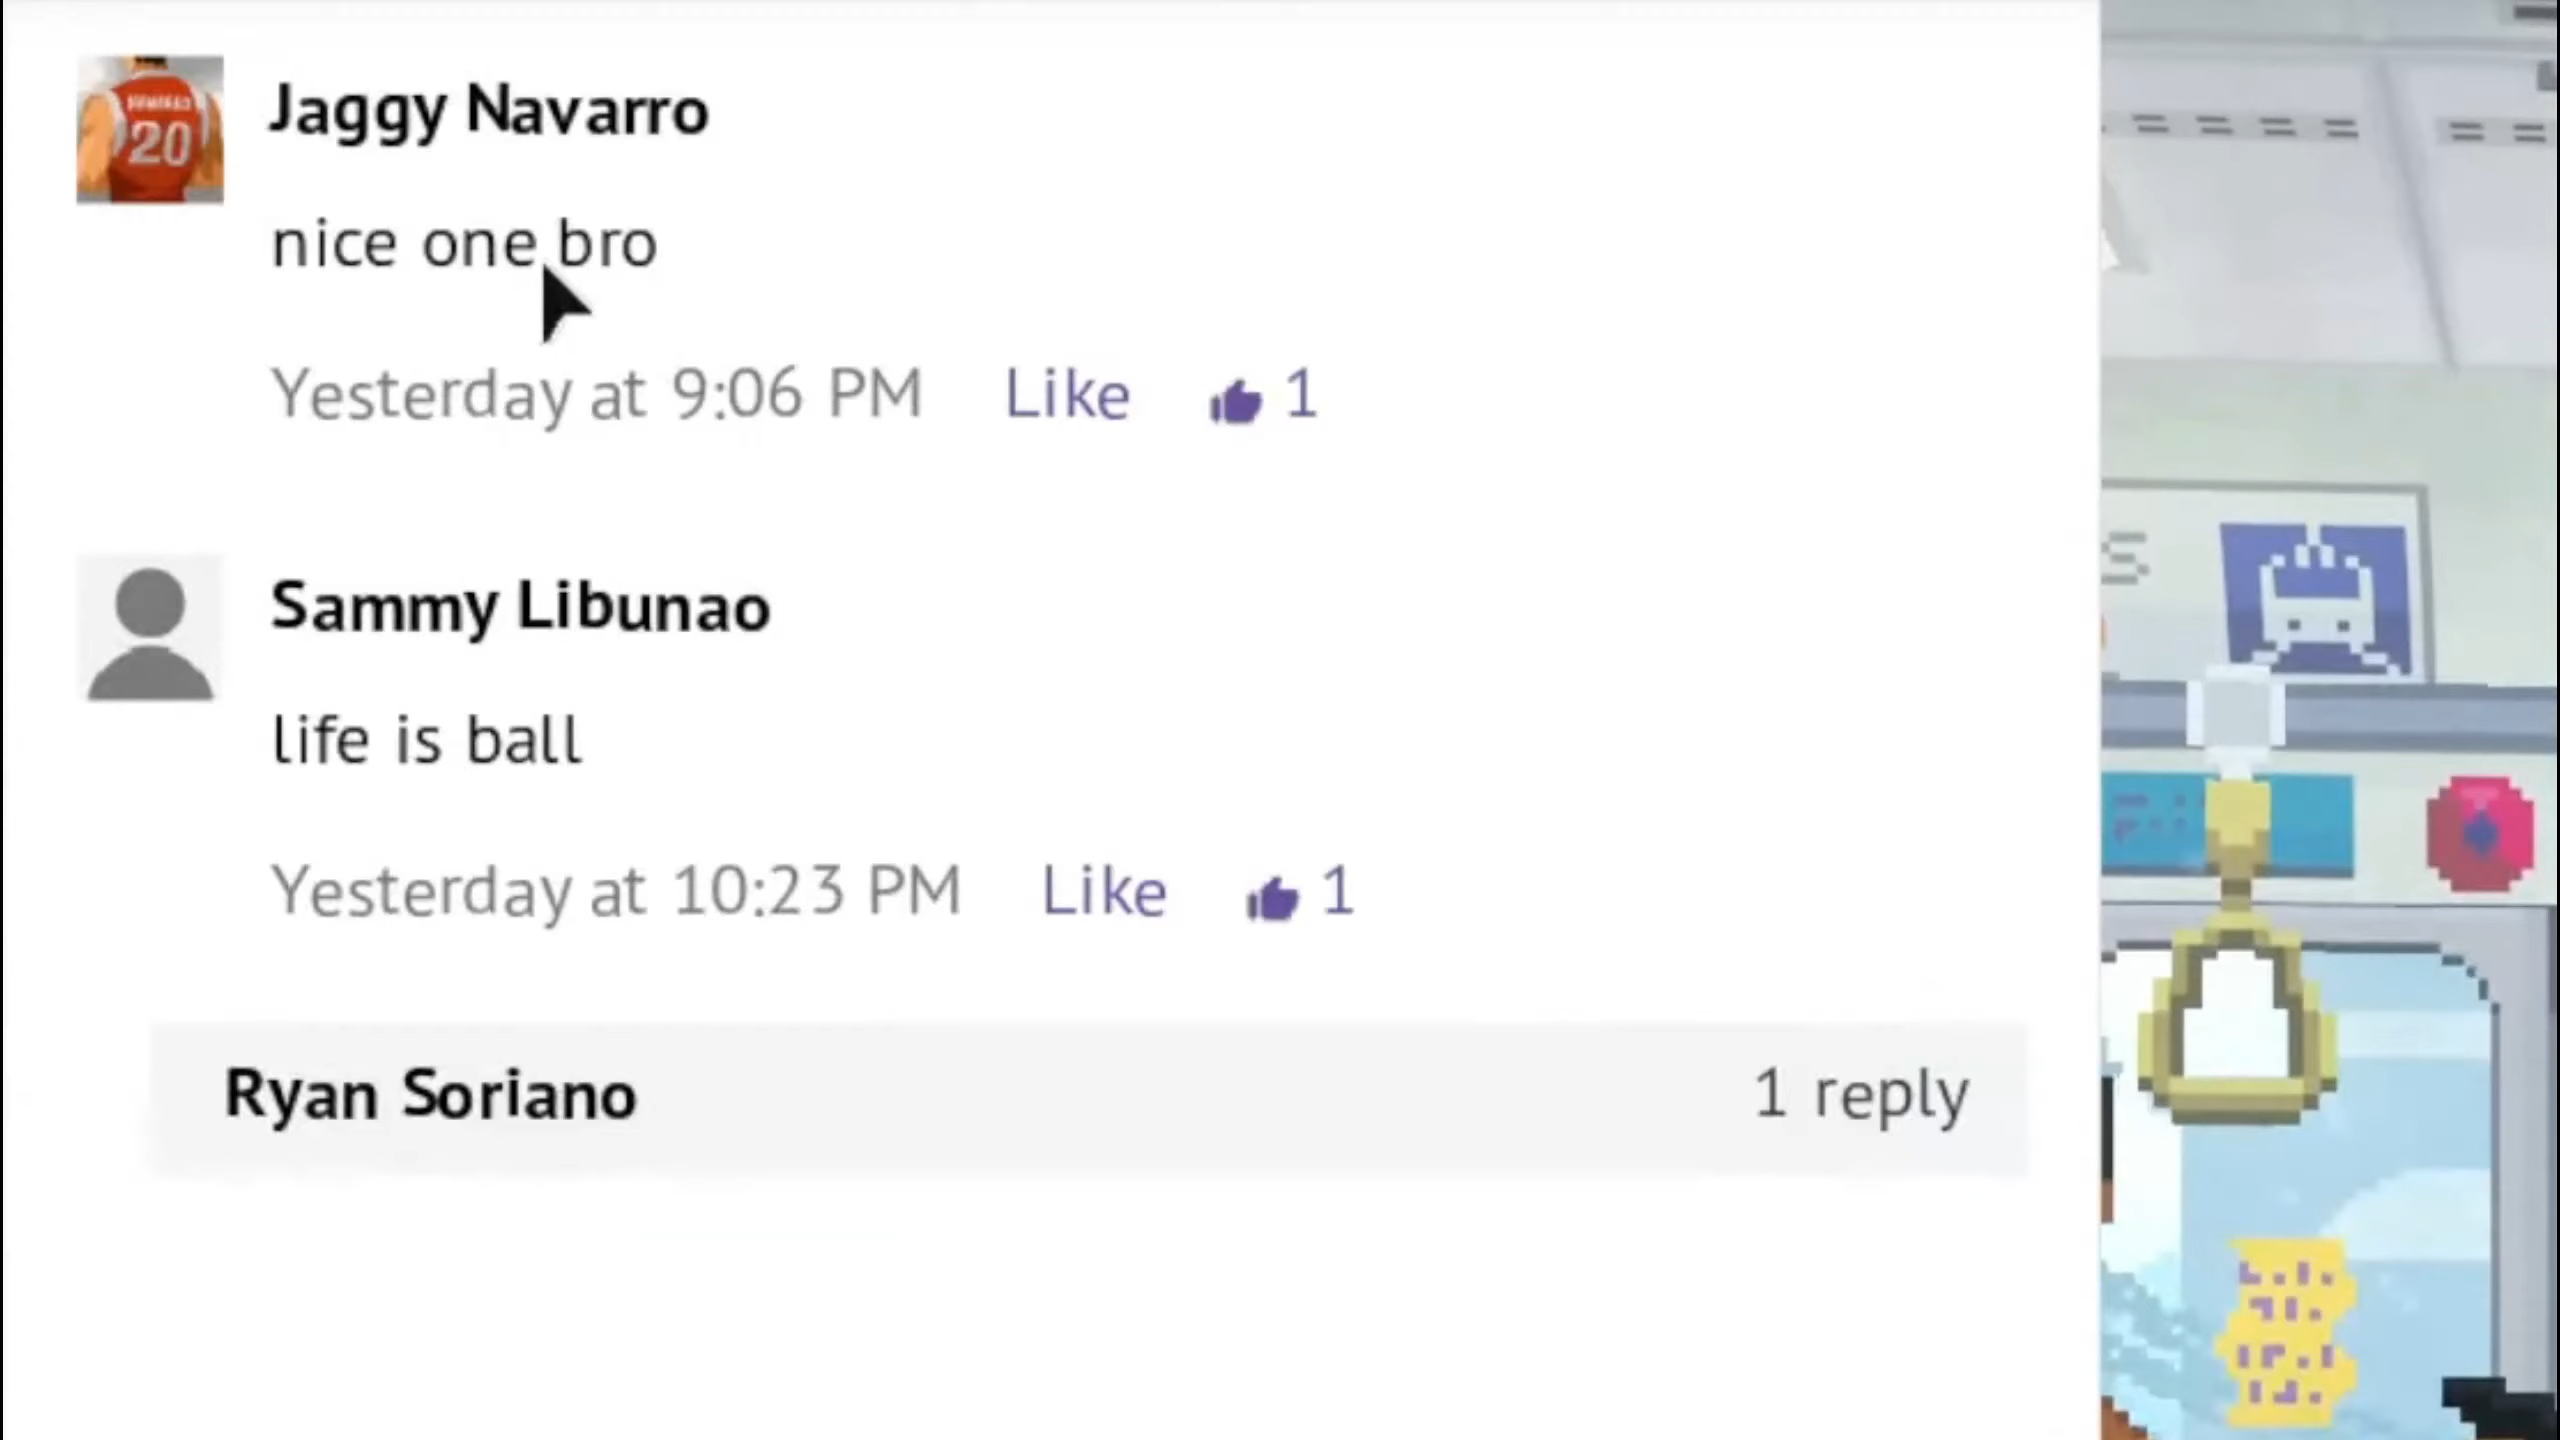 Jaggy Navarro
20
nice one bro
Yesterday at 9:06 PM Like 1
Sammy Libunao
life is ball
Yesterday at 10:23 PM Like 1
Ryan Soriano 1 reply
S